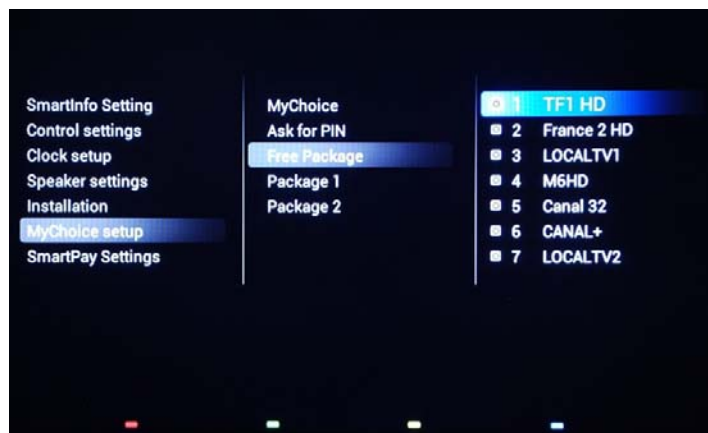 SmartInfo Setting
Control settings
Clock setup
Speaker settings
Installation
MyChoice setup
SmartPay Settings
MyChoice
Ask for PIN
Free Package
Package 1
Package 2
1 TF1 HD
2 France 2 HD
3 LOCALTV1
4 M6HD
5 Canal 32
6 CANAL+
7 LOCALTV2